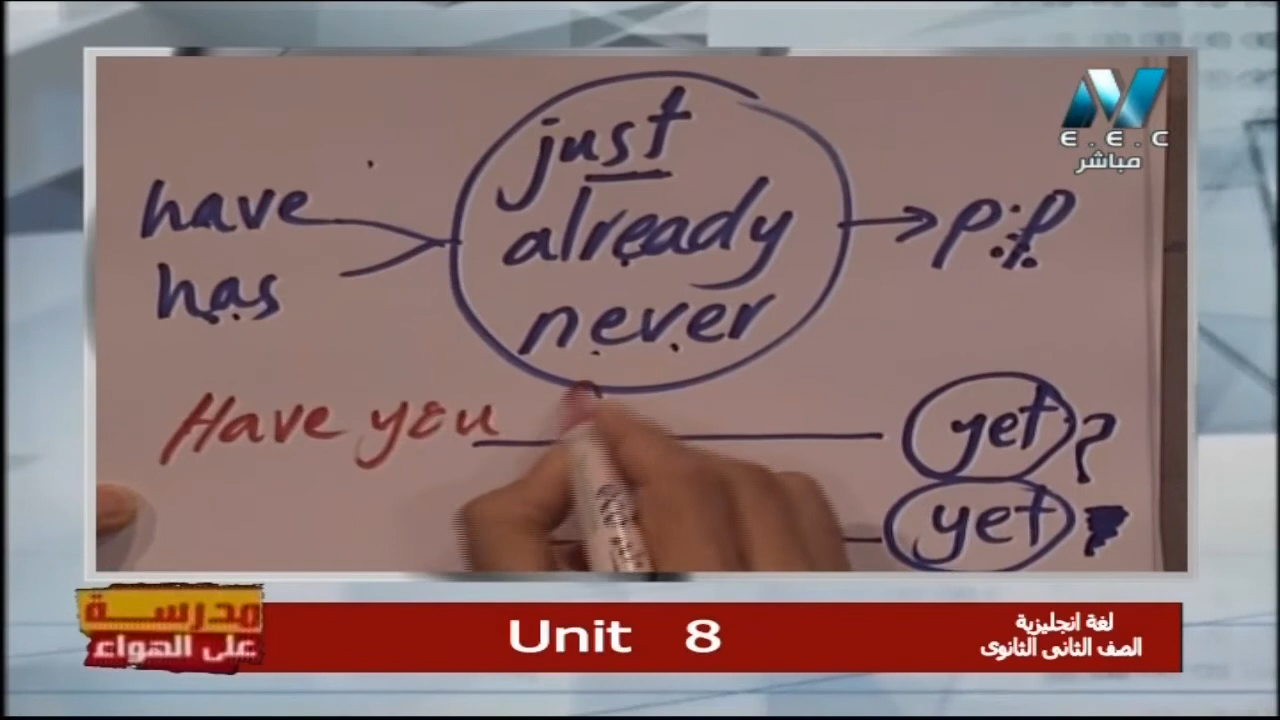 E.E.C
مباشر
just
have already → p.p
has
never
Have you yet?
yet
مدرسة
على الهواء
Unit 8
لغة انجليزية
الصف الثانى الثانوى